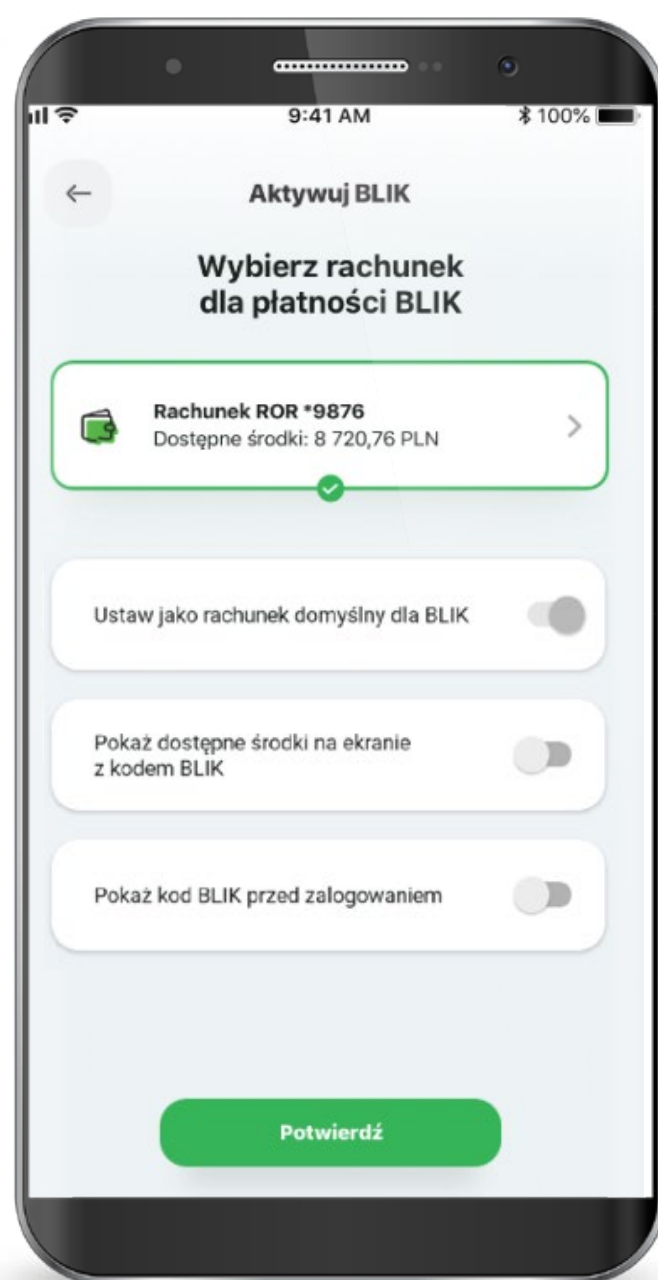 9:41 AM
100%
Aktywuj BLIK
Wybierz rachunek
dla płatności BLIK
Rachunek ROR *9876
Dostępne środki: 8 720,76 PLN
Ustaw jako rachunek domyślny dla BLIK
Pokaż dostępne środki na ekranie
z kodem BLIK
Pokaż kod BLIK przed zalogowaniem
Potwierdź